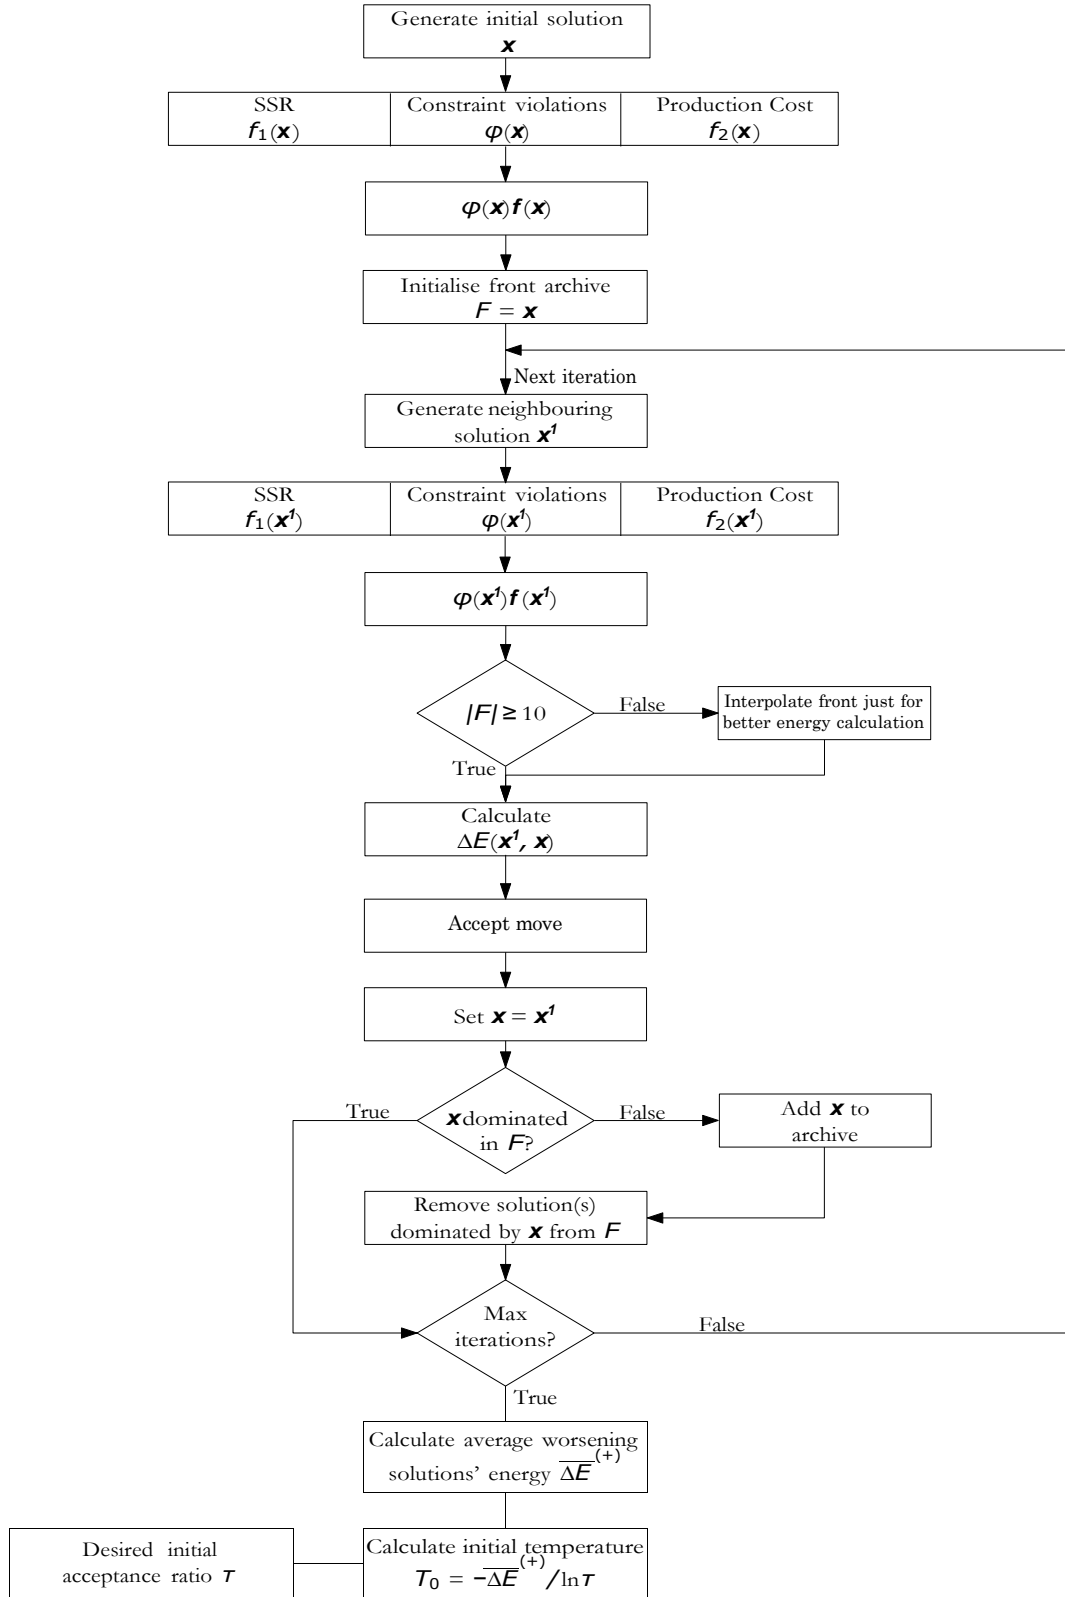 Generate initial solution
x
SSR
f₁(x)
Constraint violations
φ(x)
Production Cost
f₂(x)
φ(x)f(x)
Initialise front archive
F = x
Next iteration
Generate neighbouring
solution x¹
SSR
f₁(x¹)
Constraint violations
φ(x¹)
Production Cost
f₂(x¹)
φ(x¹)f(x¹)
|F| ≥ 10
False
Interpolate front just for
better energy calculation
True
Calculate
ΔE(x¹, x)
Accept move
Set x = x¹
True
x dominated
in F?
False
Add x to
archive
Remove solution(s)
dominated by x from F
Max
iterations?
False
True
Calculate average worsening
solutions' energy \overline{ΔE}⁽⁺⁾
Desired initial
acceptance ratio τ
Calculate initial temperature
T₀ = −\overline{ΔE}⁽⁺⁾/lnτ